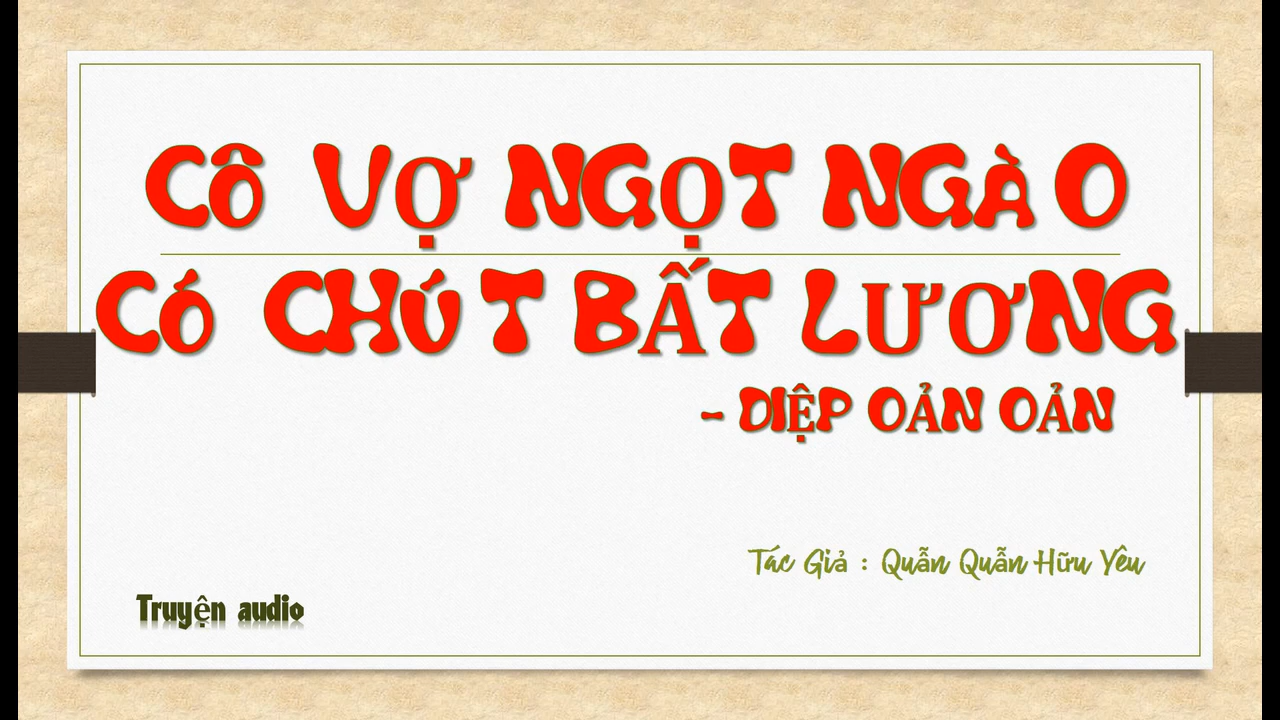 CÔ VỢ NGỌT NGÀO
CÓ CHÚT BẤT LƯƠNG
- DIỆP OẢN OẢN
Tác Giả : Quẫn Quẫn Hữu Yêu
Truyện audio